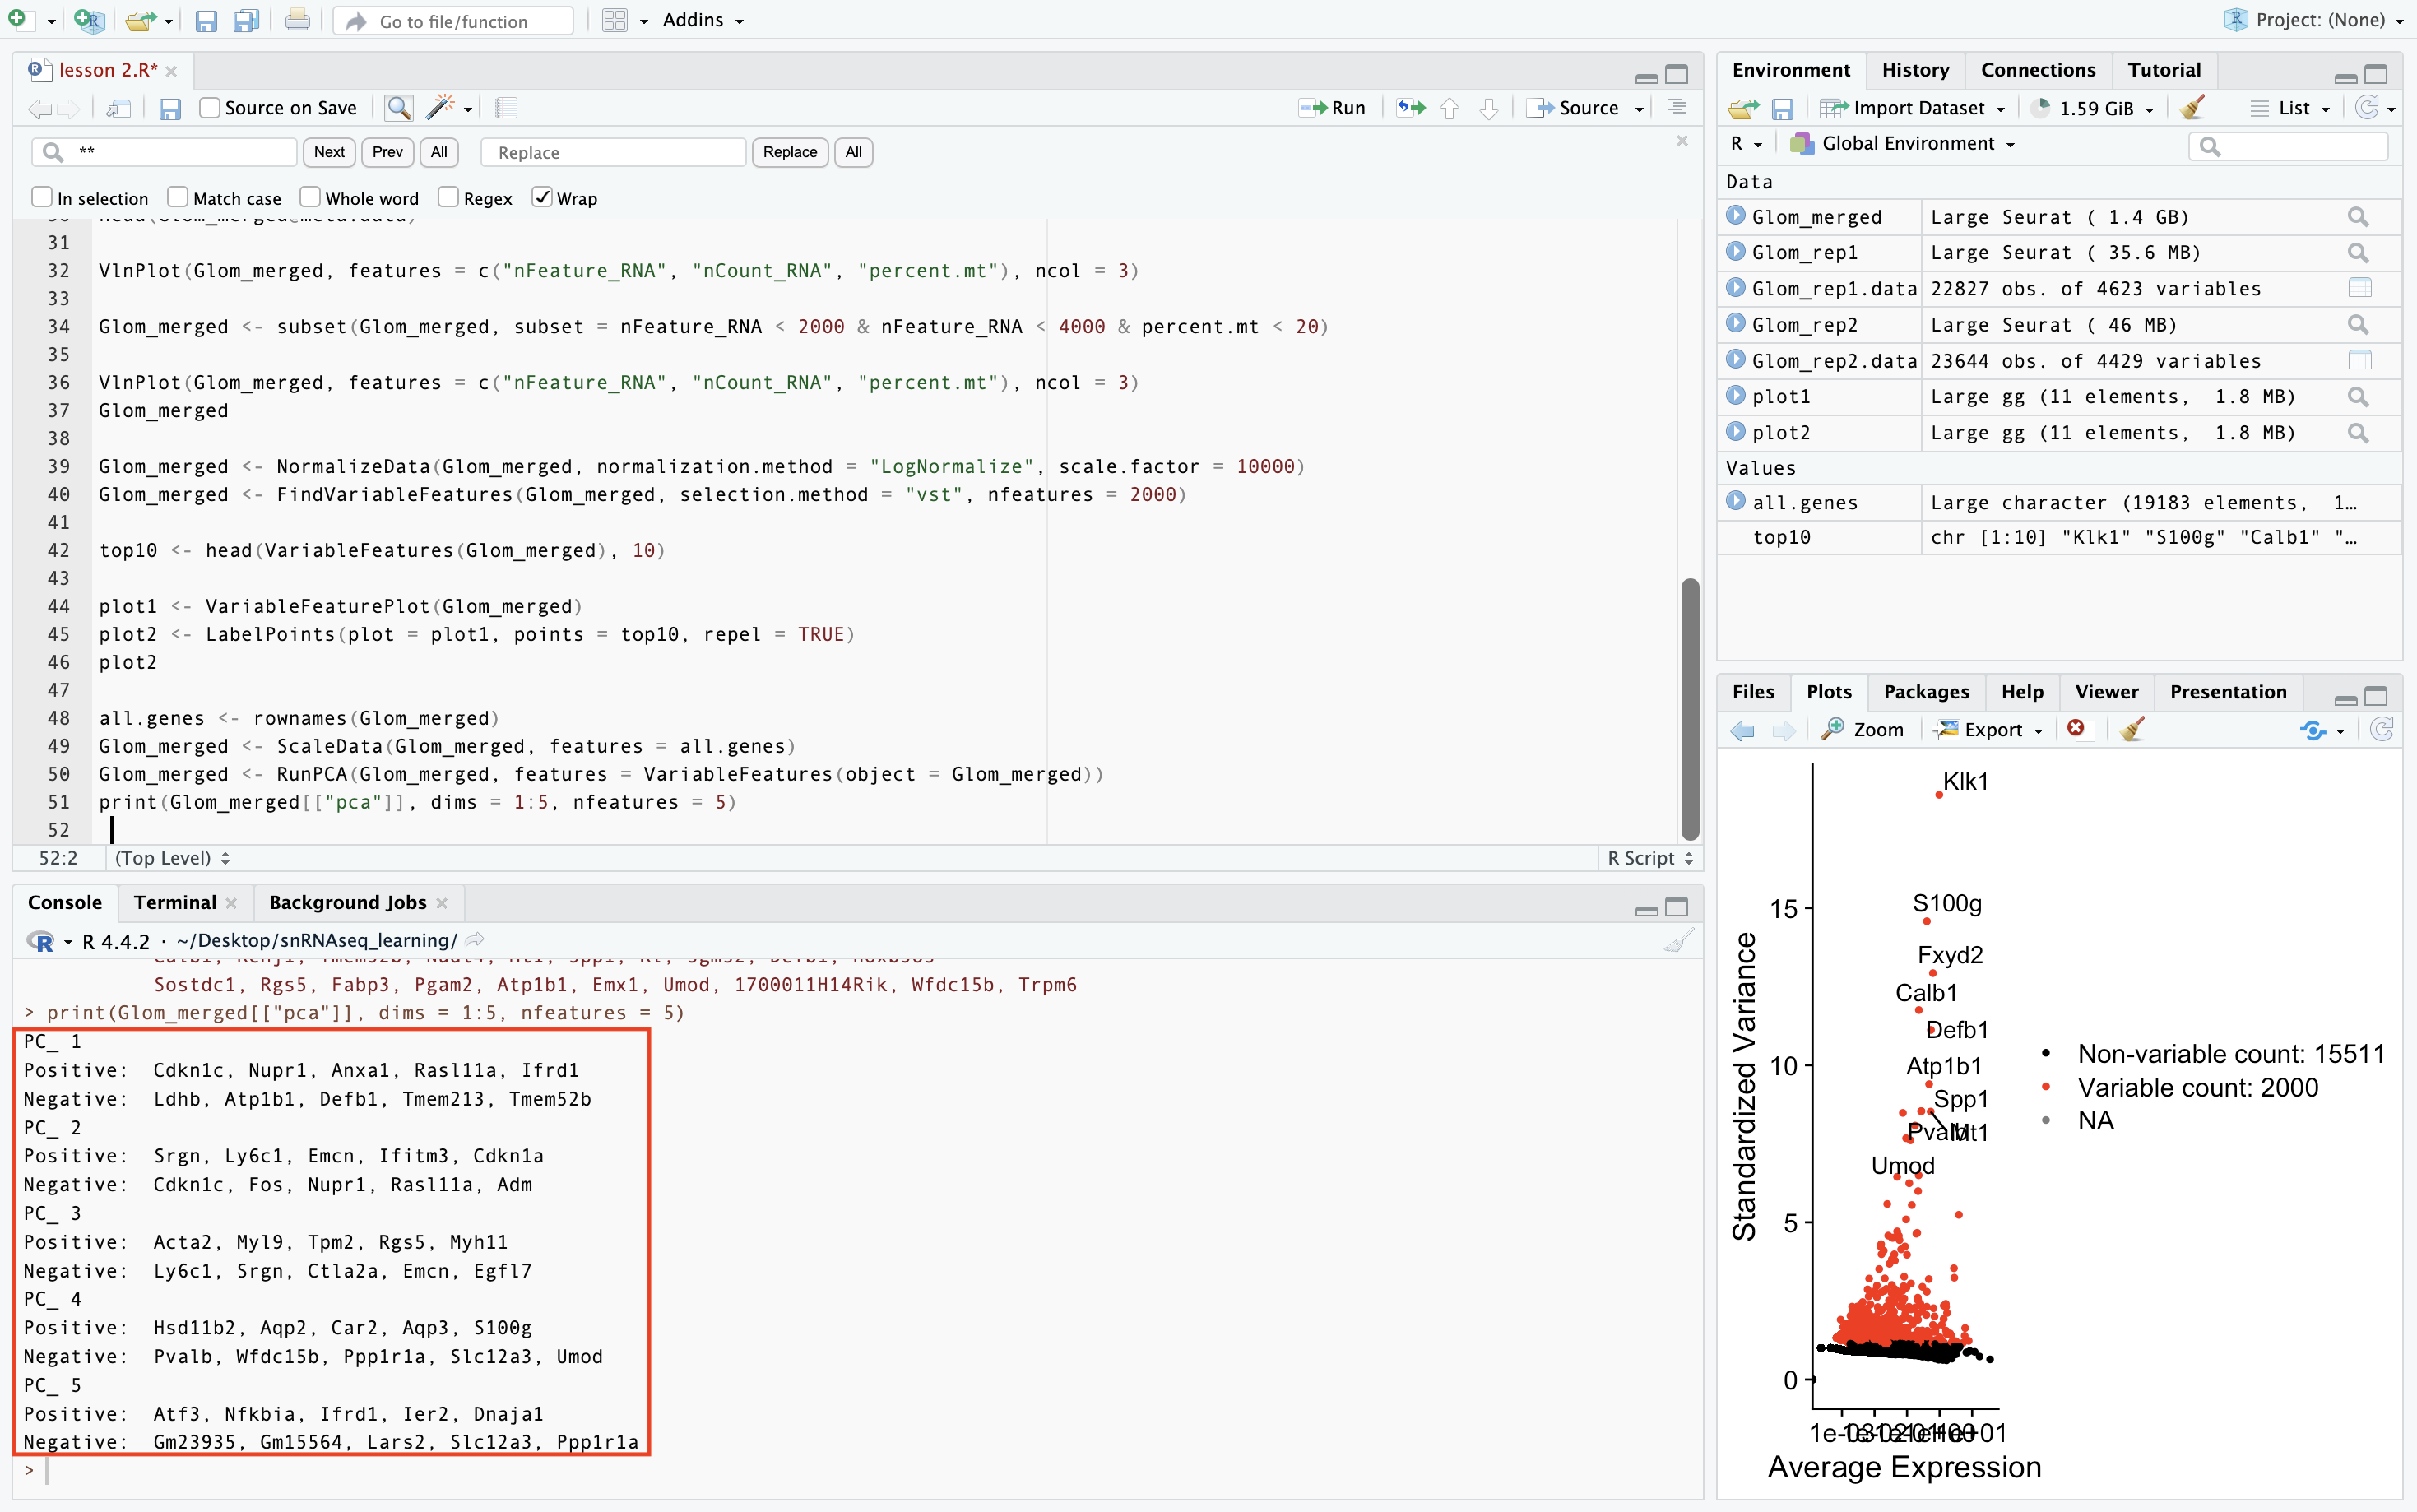 Go to file/function
Addins
Project: (None)
lesson 2.R*
Source on Save
Run
Source
**
Next
Prev
All
Replace
Replace
All
In selection
Match case
Whole word
Regex
Wrap
31
32 VlnPlot(Glom_merged, features = c("nFeature_RNA", "nCount_RNA", "percent.mt"), ncol = 3)
33
34 Glom_merged <- subset(Glom_merged, subset = nFeature_RNA < 2000 & nFeature_RNA < 4000 & percent.mt < 20)
35
36 VlnPlot(Glom_merged, features = c("nFeature_RNA", "nCount_RNA", "percent.mt"), ncol = 3)
37 Glom_merged
38
39 Glom_merged <- NormalizeData(Glom_merged, normalization.method = "LogNormalize", scale.factor = 10000)
40 Glom_merged <- FindVariableFeatures(Glom_merged, selection.method = "vst", nfeatures = 2000)
41
42 top10 <- head(VariableFeatures(Glom_merged), 10)
43
44 plot1 <- VariableFeaturePlot(Glom_merged)
45 plot2 <- LabelPoints(plot = plot1, points = top10, repel = TRUE)
46 plot2
47
48 all.genes <- rownames(Glom_merged)
49 Glom_merged <- ScaleData(Glom_merged, features = all.genes)
50 Glom_merged <- RunPCA(Glom_merged, features = VariableFeatures(object = Glom_merged))
51 print(Glom_merged[["pca"]], dims = 1:5, nfeatures = 5)
52
52:2 (Top Level) R Script
Console Terminal Background Jobs
R 4.4.2 · ~/Desktop/snRNAseq_learning/
Sostdc1, Rgs5, Fabp3, Pgam2, Atp1b1, Emx1, Umod, 1700011H14Rik, Wfdc15b, Trpm6
> print(Glom_merged[["pca"]], dims = 1:5, nfeatures = 5)
PC_ 1
Positive: Cdkn1c, Nupr1, Anxa1, Rasl11a, Ifrd1
Negative: Ldhb, Atp1b1, Defb1, Tmem213, Tmem52b
PC_ 2
Positive: Srgn, Ly6c1, Emcn, Ifitm3, Cdkn1a
Negative: Cdkn1c, Fos, Nupr1, Rasl11a, Adm
PC_ 3
Positive: Acta2, Myl9, Tpm2, Rgs5, Myh11
Negative: Ly6c1, Srgn, Ctla2a, Emcn, Egfl7
PC_ 4
Positive: Hsd11b2, Aqp2, Car2, Aqp3, S100g
Negative: Pvalb, Wfdc15b, Ppp1r1a, Slc12a3, Umod
PC_ 5
Positive: Atf3, Nfkbia, Ifrd1, Ier2, Dnaja1
Negative: Gm23935, Gm15564, Lars2, Slc12a3, Ppp1r1a
>
Environment History Connections Tutorial
Import Dataset 1.59 GiB List
R Global Environment
Data
Glom_merged Large Seurat ( 1.4 GB)
Glom_rep1 Large Seurat ( 35.6 MB)
Glom_rep1.data 22827 obs. of 4623 variables
Glom_rep2 Large Seurat ( 46 MB)
Glom_rep2.data 23644 obs. of 4429 variables
plot1 Large gg (11 elements, 1.8 MB)
plot2 Large gg (11 elements, 1.8 MB)
Values
all.genes Large character (19183 elements, 1…
top10 chr [1:10] "Klk1" "S100g" "Calb1" "…
Files Plots Packages Help Viewer Presentation
Zoom Export
Klk1
S100g
Fxyd2
Calb1
Defb1
Atp1b1
Spp1
Pvalb
Mt1
Umod
15
10
5
0
Standardized Variance
Average Expression
Non-variable count: 15511
Variable count: 2000
NA